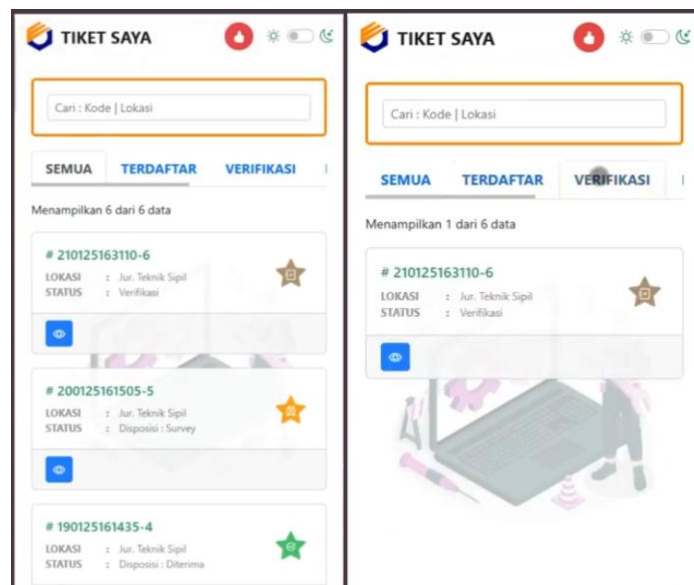 TIKET SAYA
Cari : Kode | Lokasi
SEMUA TERDAFTAR VERIFIKASI
Menampilkan 6 dari 6 data
# 210125163110-6
LOKASI : Jur. Teknik Sipil
STATUS : Verifikasi
# 200125161505-5
LOKASI : Jur. Teknik Sipil
STATUS : Disposisi : Survey
# 190125161435-4
LOKASI : Jur. Teknik Sipil
STATUS : Disposisi : Diterima
TIKET SAYA
Cari : Kode | Lokasi
SEMUA TERDAFTAR VERIFIKASI
Menampilkan 1 dari 6 data
# 210125163110-6
LOKASI : Jur. Teknik Sipil
STATUS : Verifikasi